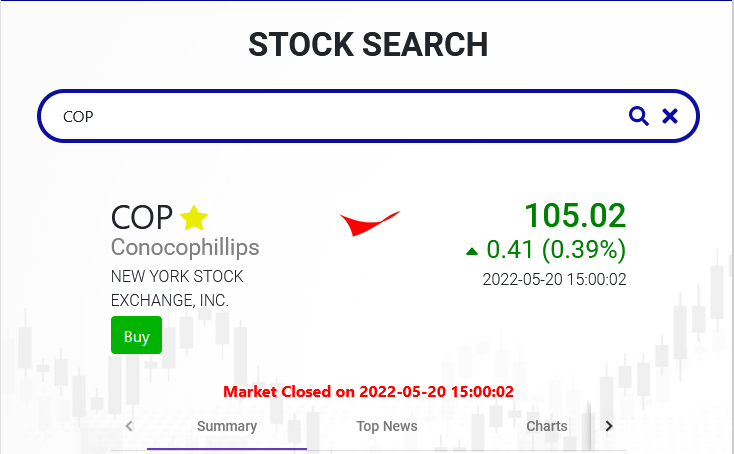 STOCK SEARCH
COP
COP
Conocophillips
NEW YORK STOCK
EXCHANGE, INC.
Buy
105.02
0.41 (0.39%)
2022-05-20 15:00:02
Market Closed on 2022-05-20 15:00:02
Summary Top News Charts